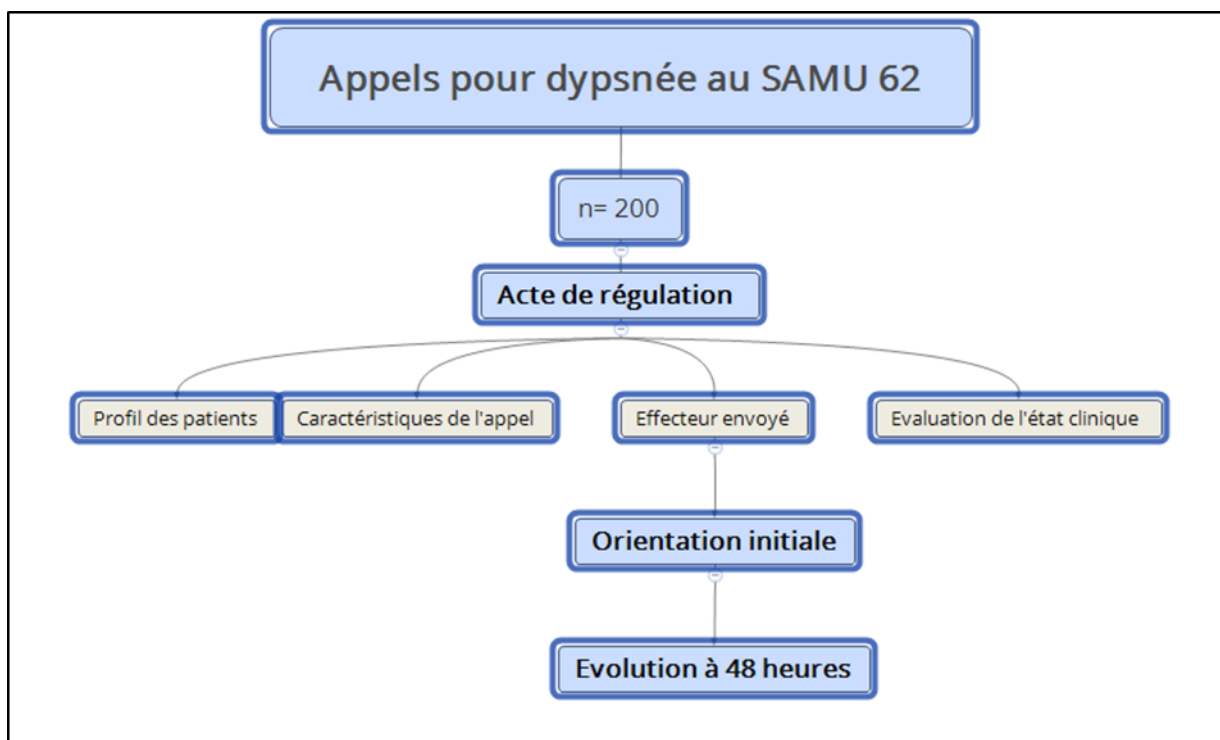 Appels pour dypsnée au SAMU 62
n= 200
Acte de régulation
Profil des patients
Caractéristiques de l'appel
Effecteur envoyé
Evaluation de l'état clinique
Orientation initiale
Evolution à 48 heures